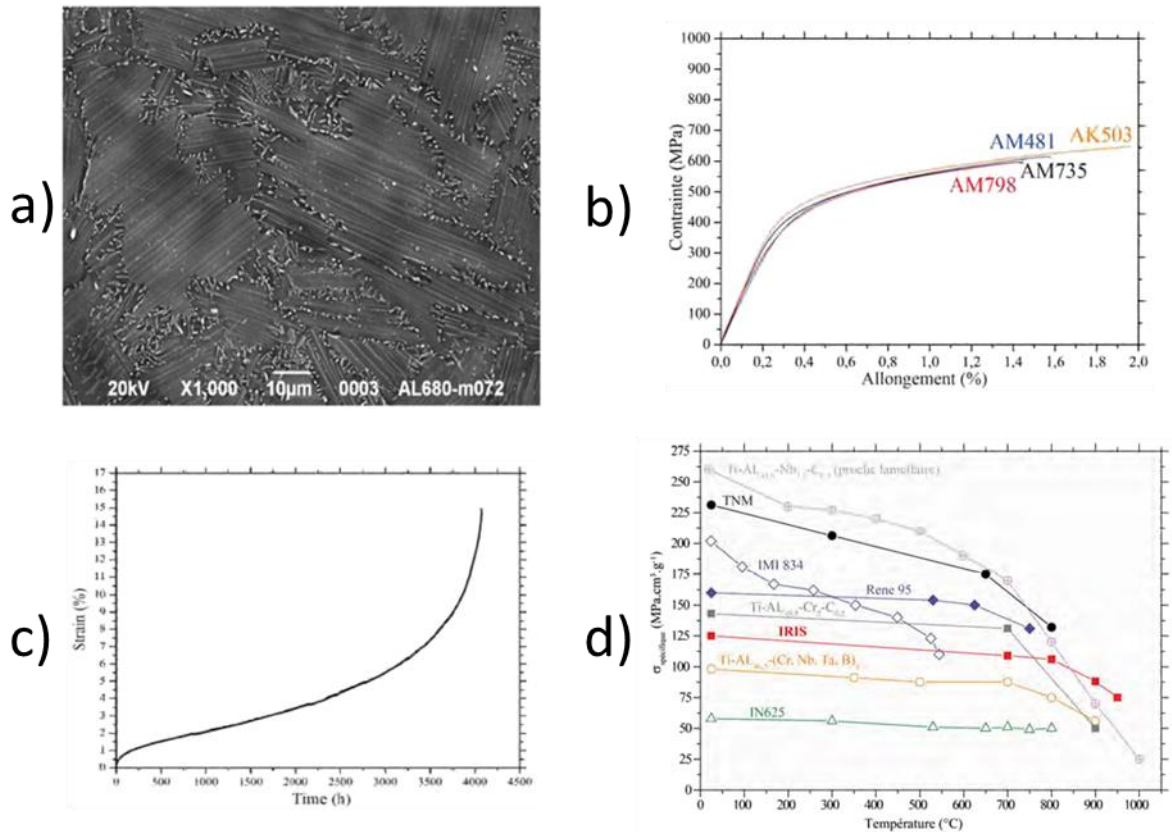 a)
20kV X1,000 10µm 0003 AL680-m072
b)
Contrainte (MPa)
1000
900
800
700
600
500
400
300
200
100
0
AM481
AK503
AM735
AM798
0,0 0,2 0,4 0,6 0,8 1,0 1,2 1,4 1,6 1,8 2,0
Allongement (%)
c)
Strain (%)
17
16
15
14
13
12
11
10
9
8
7
6
5
4
3
2
1
0
0 500 1000 1500 2000 2500 3000 3500 4000 4500
Time (h)
d)
σ spécifique (MPa.cm³.g⁻¹)
275
250
225
200
175
150
125
100
75
50
25
0
(proche lamellaire)
TNM
IMI 834
Rene 95
IRIS
IN625
0 100 200 300 400 500 600 700 800 900 1000
Température (°C)